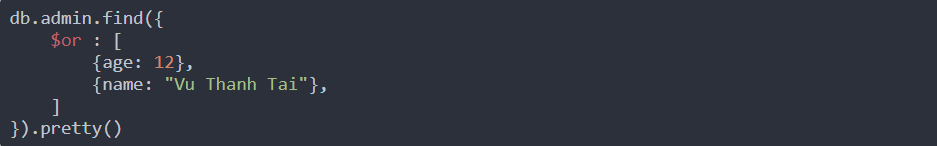 db.admin.find({
    $or : [
        {age: 12},
        {name: "Vu Thanh Tai"},
    ]
}).pretty()